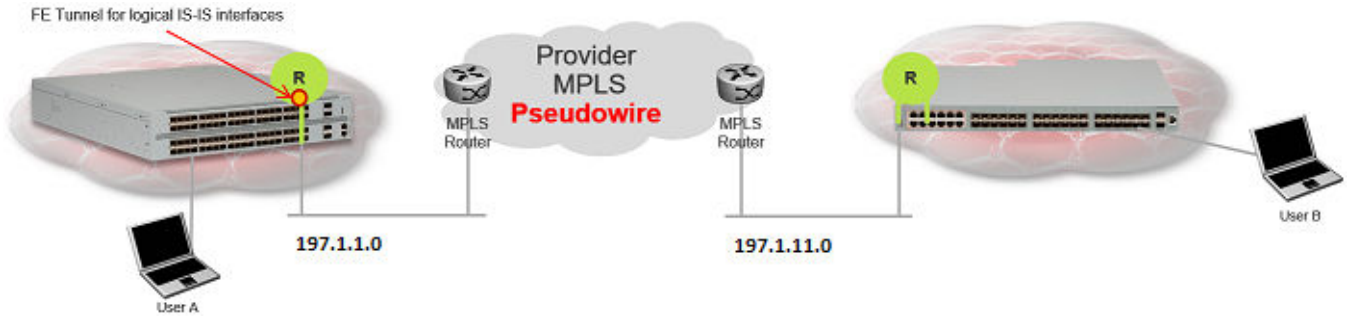 FE Tunnel for logical IS-IS interfaces
R
Provider
MPLS
Pseudowire
R
MPLS
Router
MPLS
Router
197.1.1.0
197.1.11.0
User A
User B